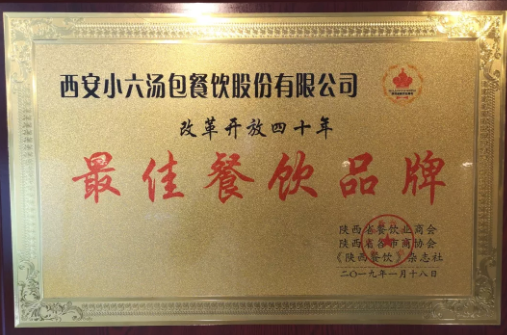 西安小六汤包餐饮股份有限公司
改革开放四十年
最佳餐饮品牌
陕西省餐饮业商会
陕西省各市商协会
《陕西餐饮》杂志社
二〇一九年一月十八日